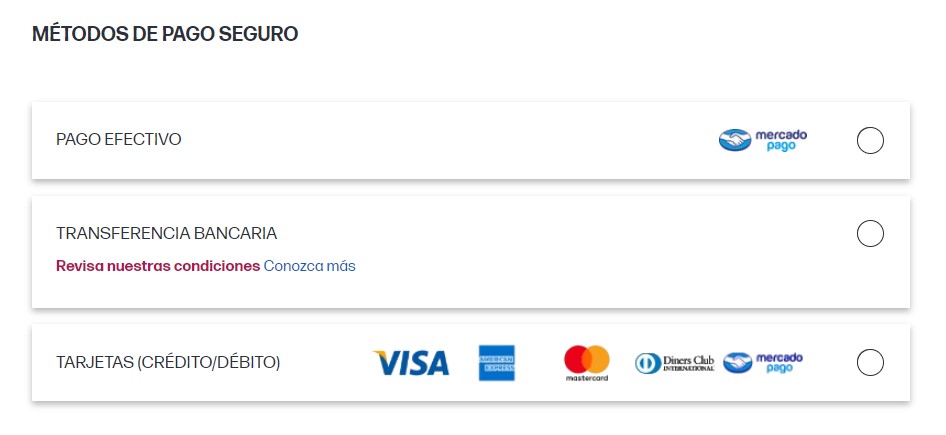 MÉTODOS DE PAGO SEGURO
PAGO EFECTIVO mercado pago
TRANSFERENCIA BANCARIA
Revisa nuestras condiciones Conozca más
TARJETAS (CRÉDITO/DÉBITO) VISA AMERICAN EXPRESS mastercard Diners Club INTERNATIONAL mercado pago